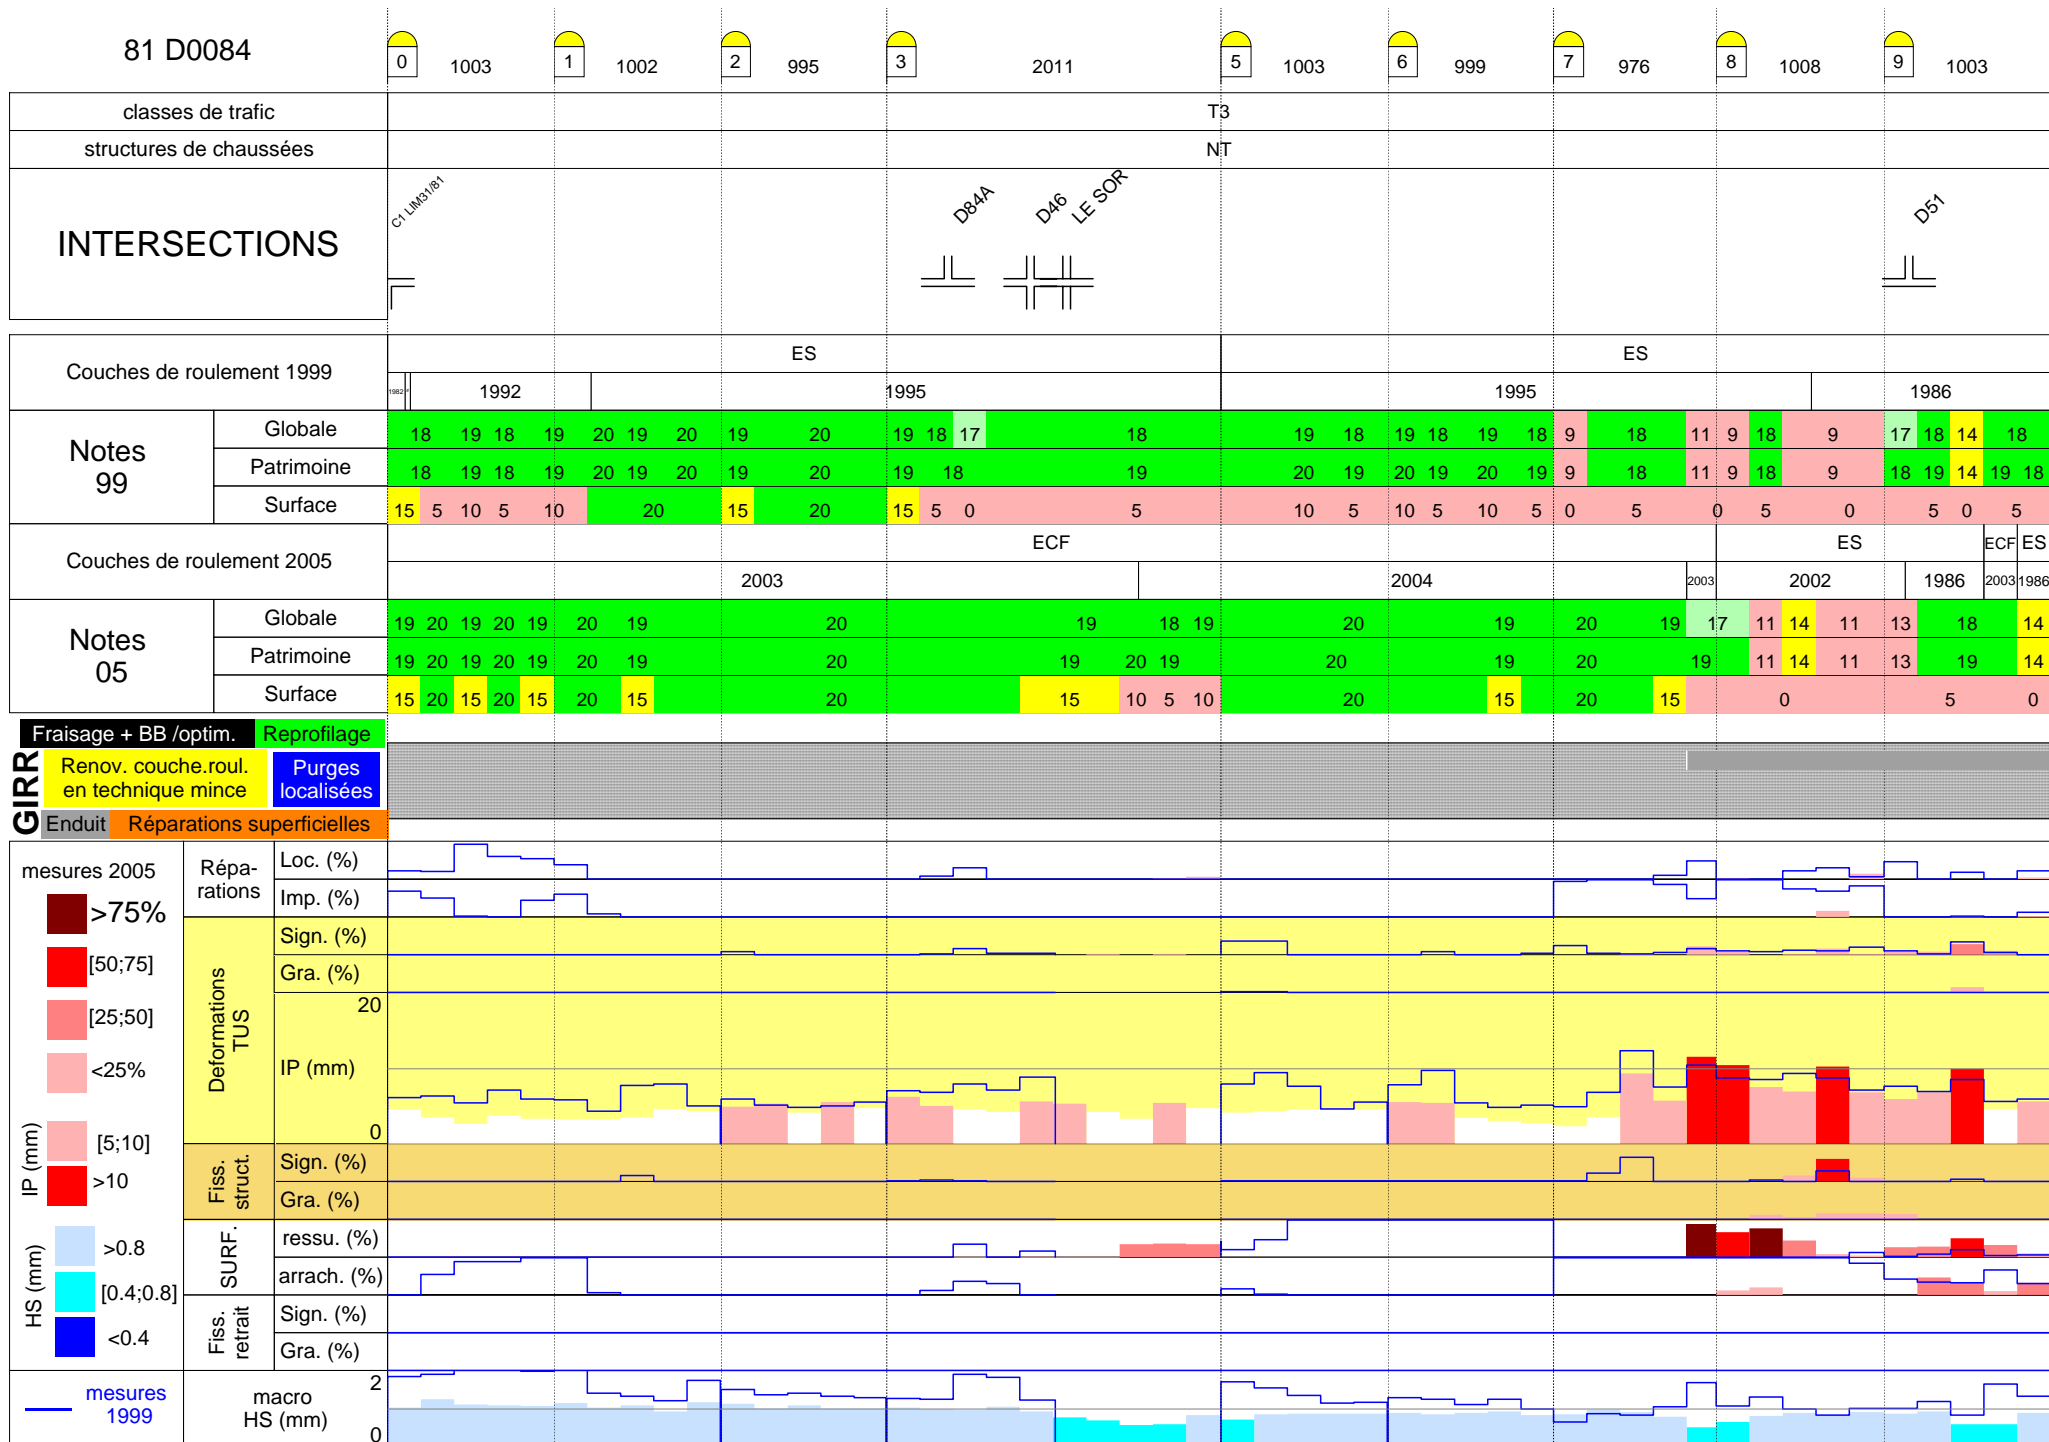 81 D0084
0 1003 1 1002 2 995 3 2011 5 1003 6 999 7 976 8 1008 9 1003
classes de trafic T3
structures de chaussées NT
INTERSECTIONS
C1 LIM31/81 D84A D46 LE SOR D51
Couches de roulement 1999
ES ES
1982 1992 1995 1995 1986
Notes 99
Globale 18 19 18 19 20 19 20 19 20 19 18 17 18 19 18 19 18 19 18 9 18 11 9 18 9 17 18 14 18
Patrimoine 18 19 18 19 20 19 20 19 20 19 18 19 20 19 20 19 20 19 9 18 11 9 18 9 18 19 14 19 18
Surface 15 5 10 5 10 20 15 20 15 5 0 5 10 5 10 5 10 5 0 5 0 5 0 5 0 5
Couches de roulement 2005
ECF ES ECF ES
2003 2004 2003 2002 1986 2003 1986
Notes 05
Globale 19 20 19 20 19 20 19 20 19 18 19 20 19 20 19 17 11 14 11 13 18 14
Patrimoine 19 20 19 20 19 20 19 20 19 20 19 20 19 20 19 11 14 11 13 19 14
Surface 15 20 15 20 15 20 15 20 15 10 5 10 20 15 20 15 0 5 0
GIRR
Fraisage + BB /optim. Reprofilage
Renov. couche.roul. en technique mince
Purges localisées
Enduit Réparations superficielles
mesures 2005
>75%
[50;75]
[25;50]
<25%
IP (mm)
[5;10]
>10
HS (mm)
>0.8
[0.4;0.8]
<0.4
mesures 1999
Répa-
rations
Loc. (%)
Imp. (%)
Deformations TUS
Sign. (%)
Gra. (%)
20
IP (mm)
0
Fiss. struct.
Sign. (%)
Gra. (%)
SURF.
ressu. (%)
arrach. (%)
Fiss. retrait
Sign. (%)
Gra. (%)
macro HS (mm)
2
0